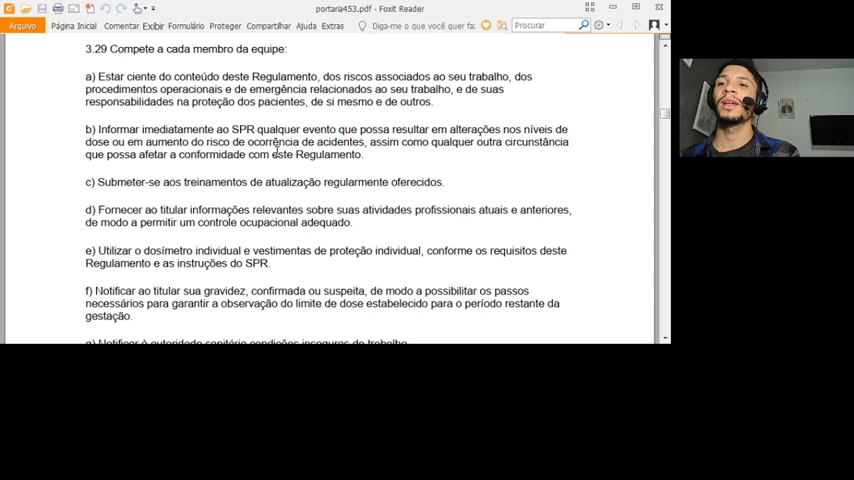 portaria453.pdf - Foxit Reader
Arquivo Página Inicial Comentar Exibir Formulário Proteger Compartilhar Ajuda Extras Diga-me o que você quer faz Procurar
3.29 Compete a cada membro da equipe:
a) Estar ciente do conteúdo deste Regulamento, dos riscos associados ao seu trabalho, dos
procedimentos operacionais e de emergência relacionados ao seu trabalho, e de suas
responsabilidades na proteção dos pacientes, de si mesmo e de outros.
b) Informar imediatamente ao SPR qualquer evento que possa resultar em alterações nos níveis de
dose ou em aumento do risco de ocorrência de acidentes, assim como qualquer outra circunstância
que possa afetar a conformidade com este Regulamento.
c) Submeter-se aos treinamentos de atualização regularmente oferecidos.
d) Fornecer ao titular informações relevantes sobre suas atividades profissionais atuais e anteriores,
de modo a permitir um controle ocupacional adequado.
e) Utilizar o dosímetro individual e vestimentas de proteção individual, conforme os requisitos deste
Regulamento e as instruções do SPR.
f) Notificar ao titular sua gravidez, confirmada ou suspeita, de modo a possibilitar os passos
necessários para garantir a observação do limite de dose estabelecido para o período restante da
gestação.
g) Notificar à autoridade sanitária condições inseguras de trabalho.